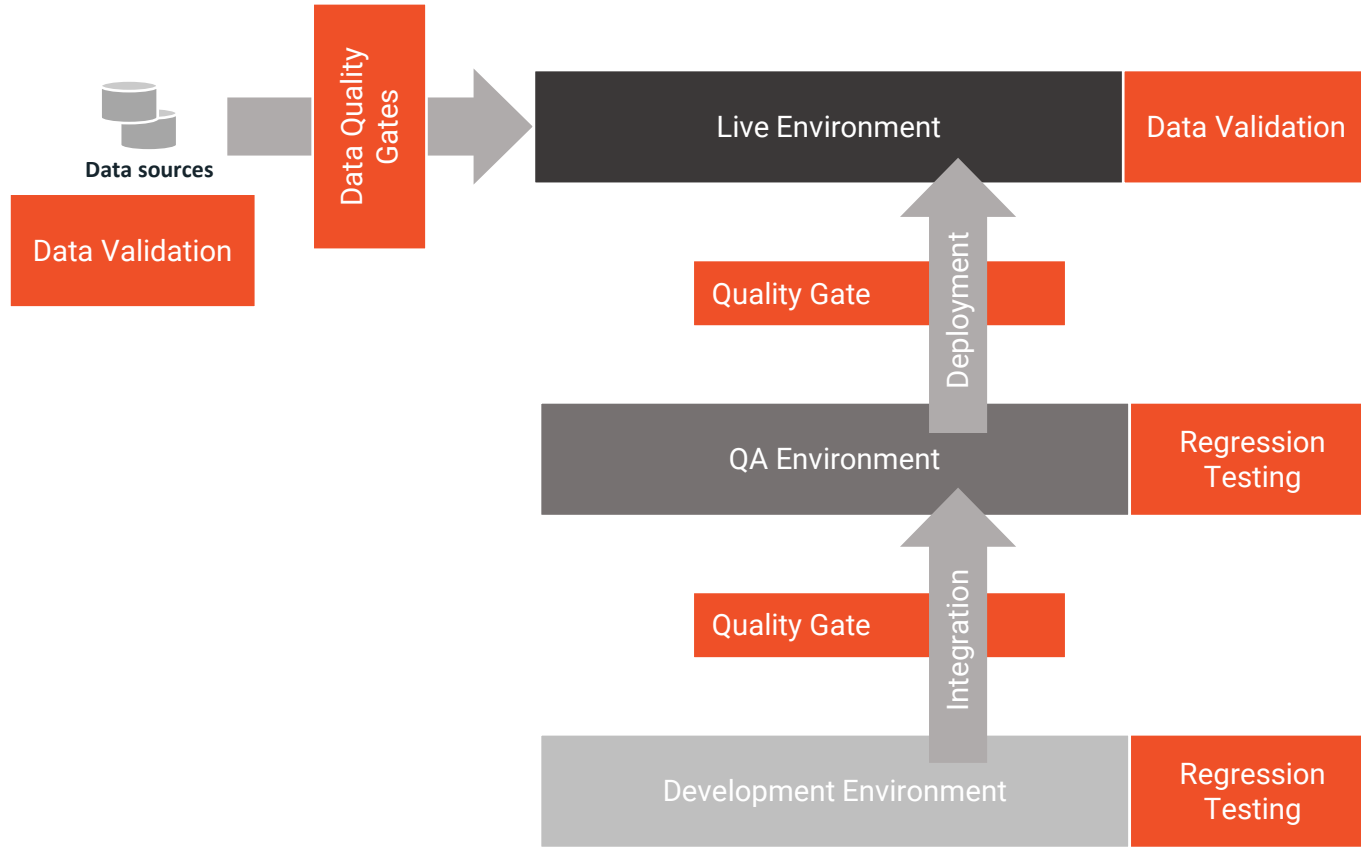 Data Quality
Gates
Live Environment
Data Validation
Data sources
Data Validation
Quality Gate
Deployment
QA Environment
Regression
Testing
Quality Gate
Integration
Development Environment
Regression
Testing